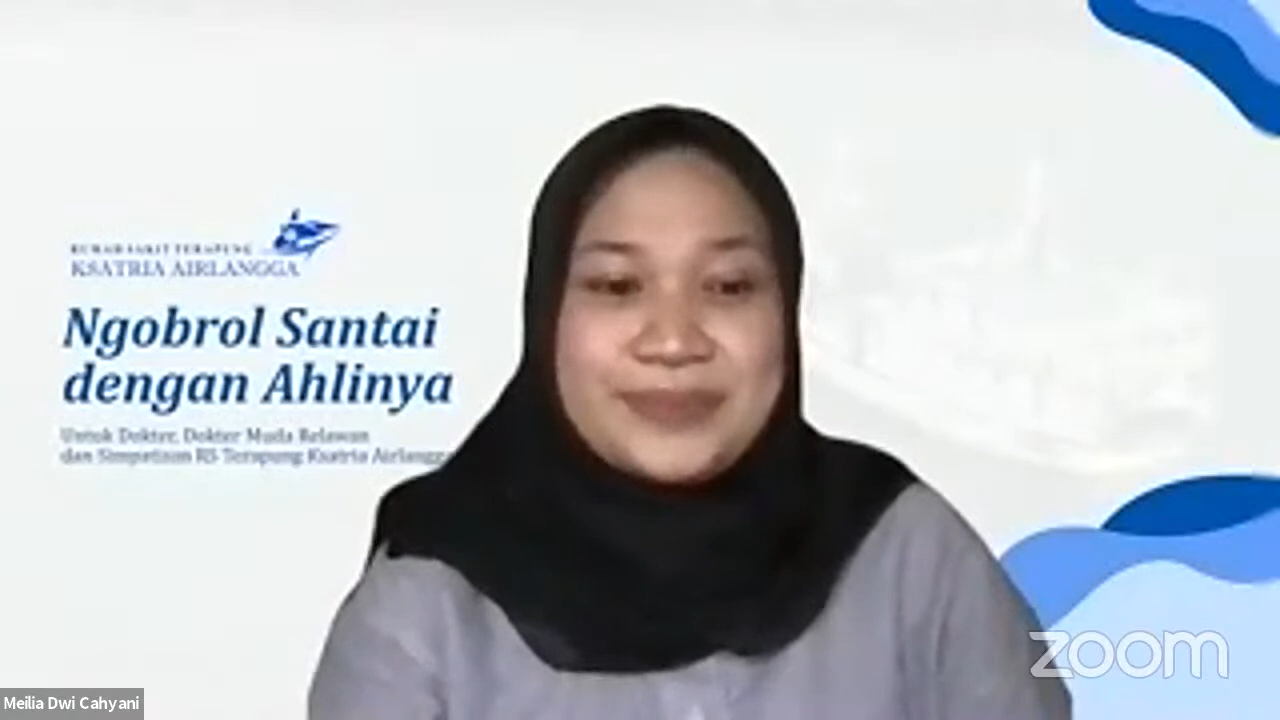 RUMAH SAKIT TERAPUNG
KSATRIA AIRLANGGA
Ngobrol Santai
dengan Ahlinya
Untuk Dokter, Dokter Muda Relawan
dan Simpatisan RS Terapung Ksatria
zoom
Meilia Dwi Cahyani